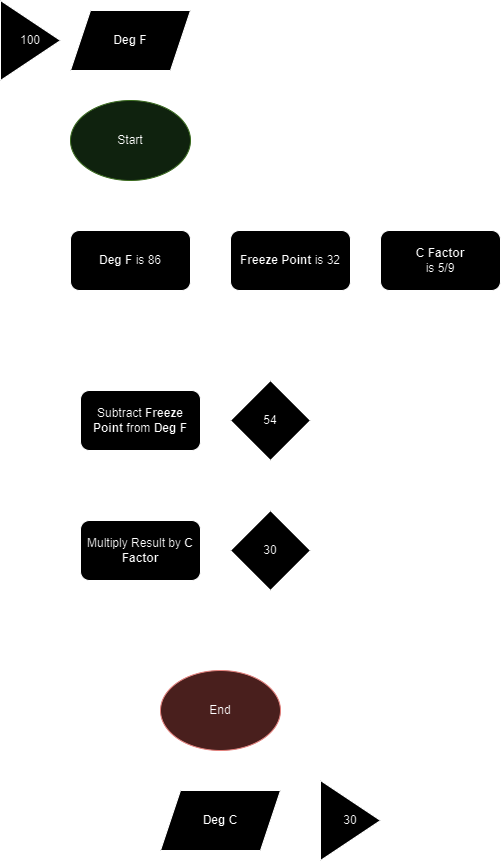 100
Deg F
Start
Deg F is 86
Freeze Point is 32
C Factor
is 5/9
Subtract Freeze
Point from Deg F
54
Multiply Result by C
Factor
30
End
Deg C
30